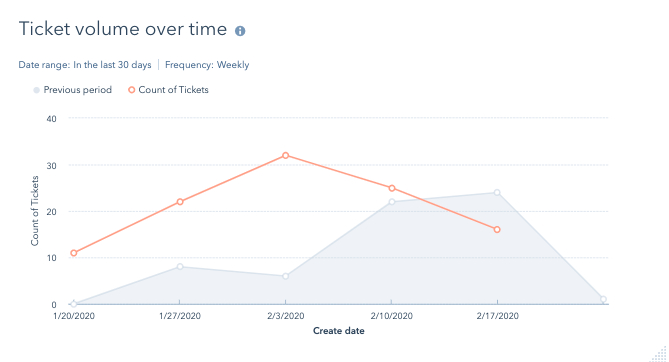 Ticket volume over time
Date range: In the last 30 days | Frequency: Weekly
Previous period Count of Tickets
40
30
20
10
0
Count of Tickets
1/20/2020 1/27/2020 2/3/2020 2/10/2020 2/17/2020
Create date